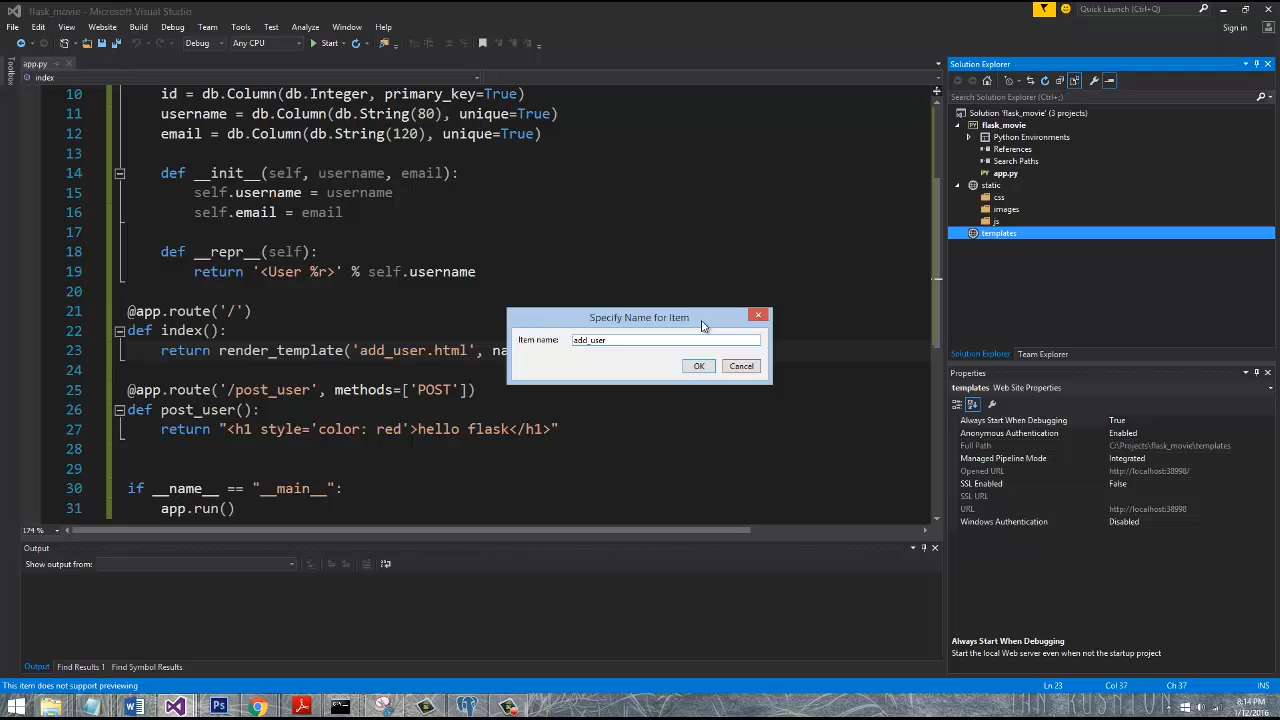 flask_movie - Microsoft Visual Studio
Quick Launch (Ctrl+Q)
File Edit View Website Build Debug Team Tools Test Analyze Window Help
Sign in
Debug Any CPU Start
Toolbox
app.py
index
10 id = db.Column(db.Integer, primary_key=True)
11 username = db.Column(db.String(80), unique=True)
12 email = db.Column(db.String(120), unique=True)
13
14 def __init__(self, username, email):
15 self.username = username
16 self.email = email
17
18 def __repr__(self):
19 return '<User %r>' % self.username
20
21 @app.route('/')
22 def index():
23 return render_template('add_user.html', na
24
25 @app.route('/post_user', methods=['POST'])
26 def post_user():
27 return "<h1 style='color: red'>hello flask</h1>"
28
29
30 if __name__ == "__main__":
31 app.run()
174 %
Specify Name for Item
Item name: add_user
OK Cancel
Output
Show output from:
Output Find Results 1 Find Symbol Results
Solution Explorer
Search Solution Explorer (Ctrl+;)
Solution 'flask_movie' (3 projects)
flask_movie
Python Environments
References
Search Paths
app.py
static
css
images
js
templates
Solution Explorer Team Explorer
Properties
templates Web Site Properties
Always Start When Debugging True
Anonymous Authentication Enabled
Full Path C:\Projects\flask_movie\templates
Managed Pipeline Mode Integrated
Opened URL http://localhost:38998/
SSL Enabled False
SSL URL
URL http://localhost:38998
Windows Authentication Disabled
Always Start When Debugging
Start the local Web server even when not the startup project
This item does not support previewing
Ln 23 Col 37 Ch 37 INS
8:14 PM
1/12/2016